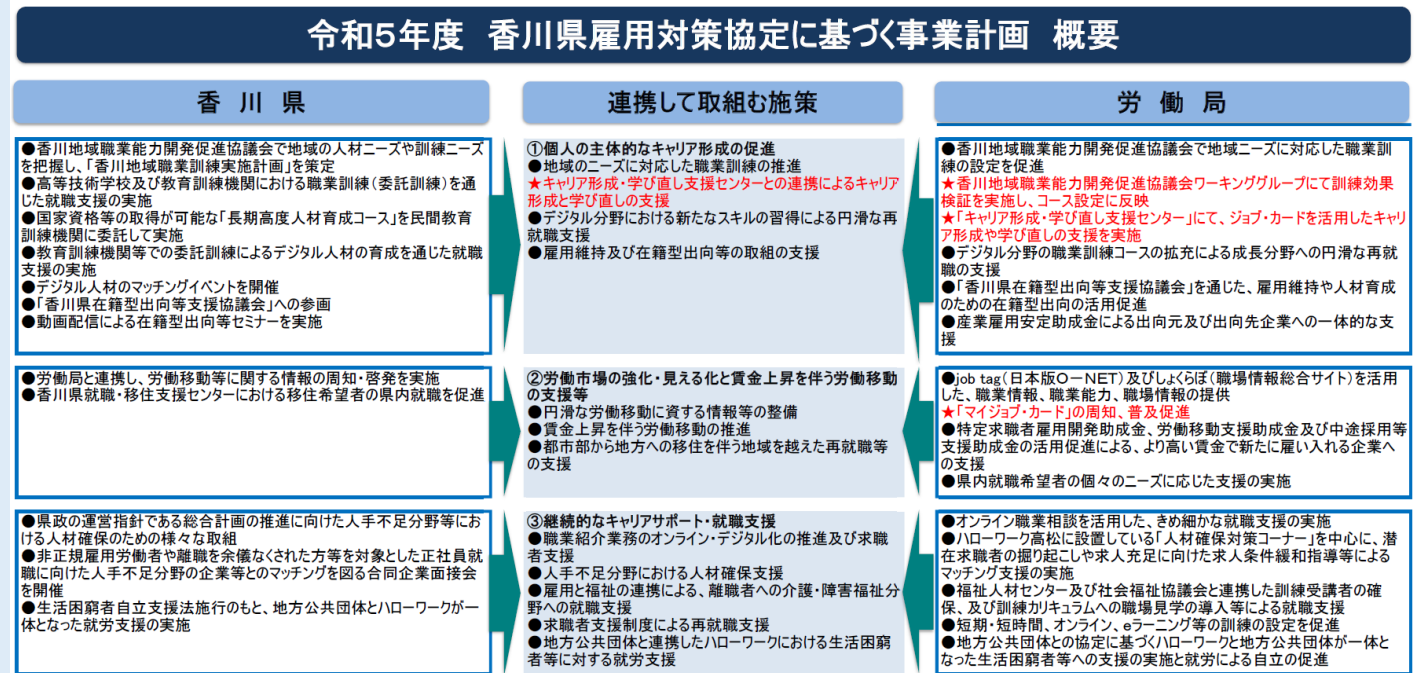 令和5年度　香川県雇用対策協定に基づく事業計画　概要
香　川　県
連携して取組む施策
労　働　局
●香川地域職業能力開発促進協議会で地域の人材ニーズや訓練ニーズ
を把握し、「香川地域職業訓練実施計画」を策定
●高等技術学校及び教育訓練機関における職業訓練（委託訓練）を通
じた就職支援の実施
●国家資格等の取得が可能な「長期高度人材育成コース」を民間教育
訓練機関に委託して実施
●教育訓練機関等での委託訓練によるデジタル人材の育成を通じた就職
支援の実施
●デジタル人材のマッチングイベントを開催
●「香川県在籍型出向等支援協議会」への参画
●動画配信による在籍型出向等セミナーを実施
①個人の主体的なキャリア形成の促進
●地域のニーズに対応した職業訓練の推進
★キャリア形成・学び直し支援センターとの連携によるキャリア
形成と学び直しの支援
●デジタル分野における新たなスキルの習得による円滑な再
就職支援
●雇用維持及び在籍型出向等の取組の支援
●香川地域職業能力開発促進協議会で地域ニーズに対応した職業訓
練の設定を促進
★香川地域職業能力開発促進協議会ワーキンググループにて訓練効果
検証を実施し、コース設定に反映
★「キャリア形成・学び直し支援センター」にて、ジョブ・カードを活用したキャリ
ア形成や学び直しの支援を実施
●デジタル分野の職業訓練コースの拡充による成長分野への円滑な再就
職の支援
●「香川県在籍型出向等支援協議会」を通じた、雇用維持や人材育成
のための在籍型出向の活用促進
●産業雇用安定助成金による出向元及び出向先企業への一体的な支
援
●労働局と連携し、労働移動等に関する情報の周知・啓発を実施
●香川県就職・移住支援センターにおける移住希望者の県内就職を促進
②労働市場の強化・見える化と賃金上昇を伴う労働移動
の支援等
●円滑な労働移動に資する情報等の整備
●賃金上昇を伴う労働移動の推進
●都市部から地方への移住を伴う地域を越えた再就職等
の支援
●job tag（日本版O－NET）及びしょくらぼ（職場情報総合サイト）を活用
した、職業情報、職業能力、職場情報の提供
★「マイジョブ・カード」の周知、普及促進
●特定求職者雇用開発助成金、労働移動支援助成金及び中途採用等
支援助成金の活用促進による、より高い賃金で新たに雇い入れる企業へ
の支援
●県内就職希望者の個々のニーズに応じた支援の実施
●県政の運営指針である総合計画の推進に向けた人手不足分野等にお
ける人材確保のための様々な取組
●非正規雇用労働者や離職を余儀なくされた方等を対象とした正社員就
職に向けた人手不足分野の企業等とのマッチングを図る合同企業面接会
を開催
●生活困窮者自立支援法施行のもと、地方公共団体とハローワークが一
体となった就労支援の実施
③継続的なキャリアサポート・就職支援
●職業紹介業務のオンライン・デジタル化の推進及び求職
者支援
●人手不足分野における人材確保支援
●雇用と福祉の連携による、離職者への介護・障害福祉分
野への就職支援
●求職者支援制度による再就職支援
●地方公共団体と連携したハローワークにおける生活困窮
者等に対する就労支援
●オンライン職業相談を活用した、きめ細かな就職支援の実施
●ハローワーク高松に設置している「人材確保対策コーナー」を中心に、潜
在求職者の掘り起こしや求人充足に向けた求人条件緩和指導等による
マッチング支援の実施
●福祉人材センター及び社会福祉協議会と連携した訓練受講者の確
保、及び訓練カリキュラムへの職場見学の導入等による就職支援
●短期・短時間、オンライン、eラーニング等の訓練の設定を促進
●地方公共団体との協定に基づくハローワークと地方公共団体が一体と
なった生活困窮者等への支援の実施と就労による自立の促進